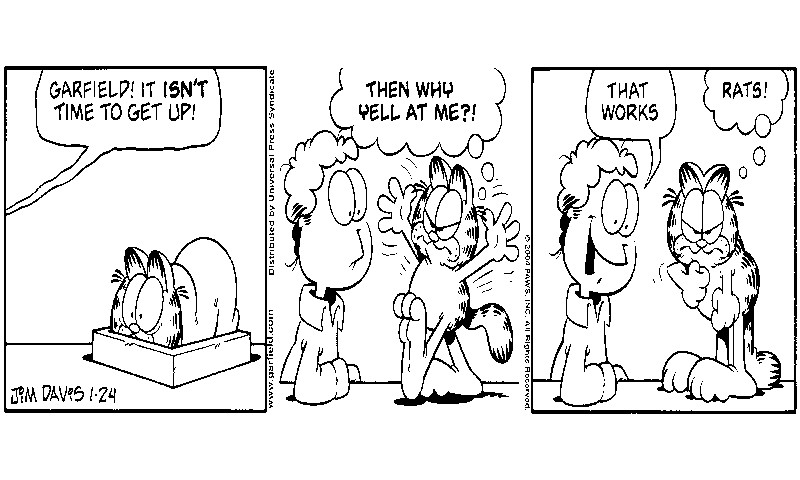 GARFIELD! IT ISN'T
TIME TO GET UP!
JIM DAVIS 1·24
www.garfield.com
Distributed by Universal Press Syndicate
THEN WHY
YELL AT ME?!
© 2004 PAWS, INC. All Rights Reserved.
THAT
WORKS
RATS!